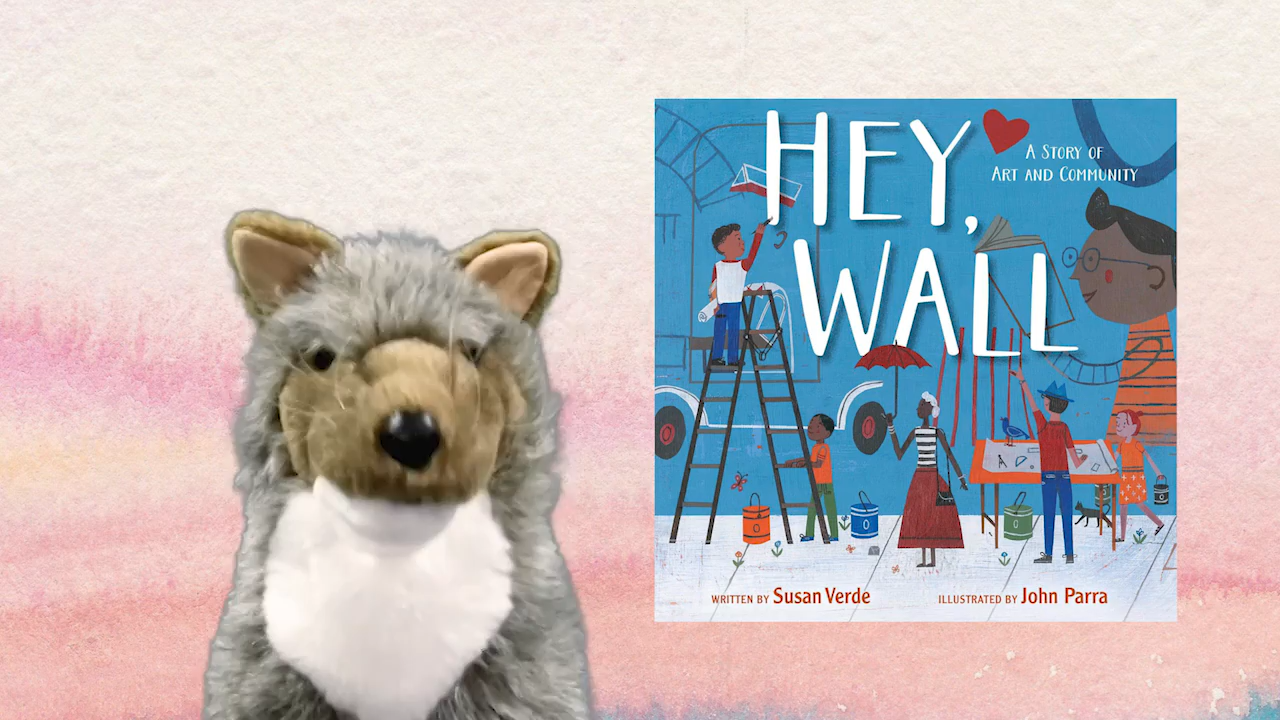 HEY,
A STORY OF
ART AND COMMUNITY
WALL
WRITTEN BY Susan Verde
ILLUSTRATED BY John Parra